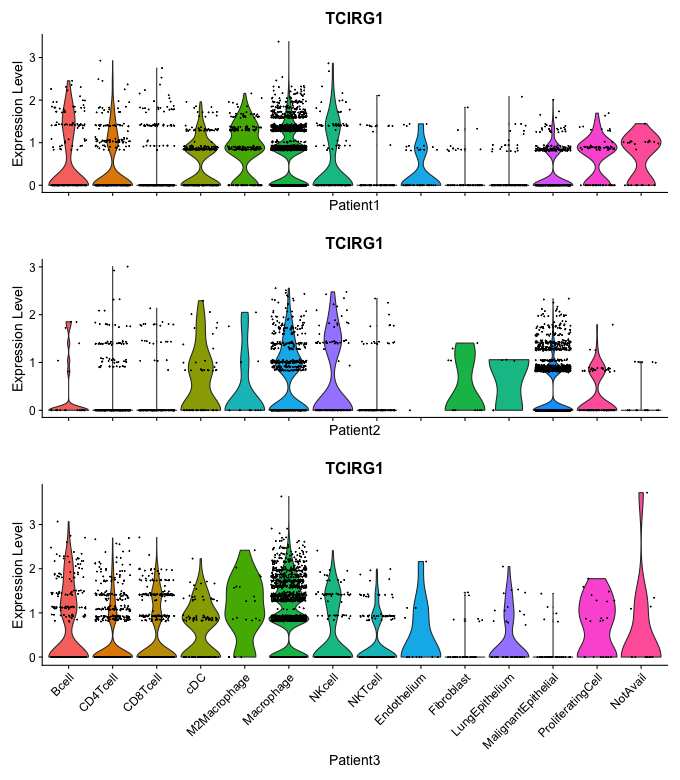 TCIRG1
Expression Level
3
2
1
0
Patient1
TCIRG1
Expression Level
3
2
1
0
Patient2
TCIRG1
Expression Level
3
2
1
0
Bcell
CD4Tcell
CD8Tcell
cDC
M2Macrophage
Macrophage
NKcell
NKTcell
Endothelium
Fibroblast
LungEpithelium
MalignantEpithelial
ProliferatingCell
NotAvail
Patient3